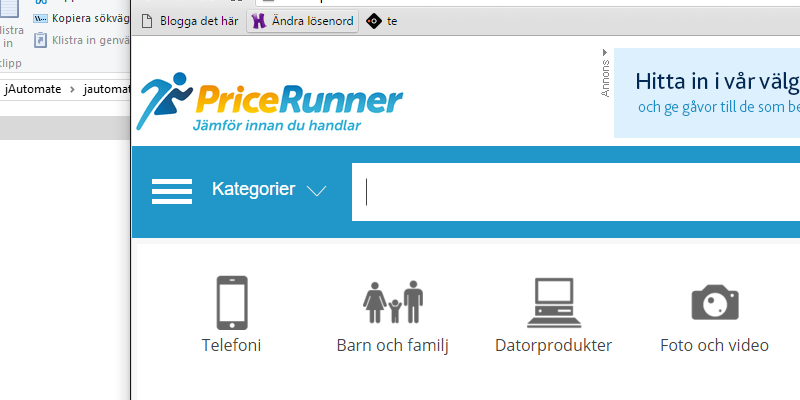 Kopiera sökväg
Klistra in genvä
klistra
in
klipp
jAutomate
jautomat
Blogga det här
Ändra lösenord
te
PriceRunner
Jämför innan du handlar
Annons
Hitta in i vår välg
och ge gåvor till de som be
Kategorier
Telefoni
Barn och familj
Datorprodukter
Foto och video